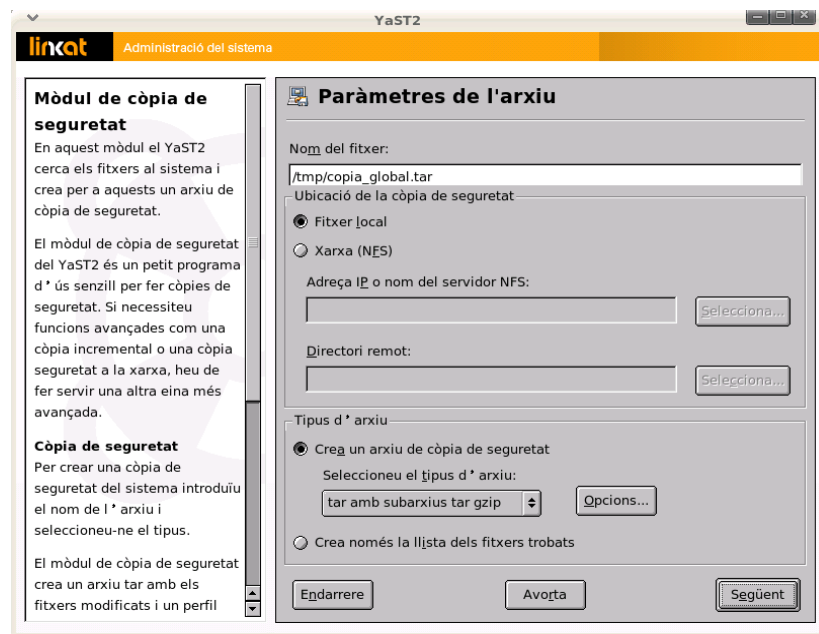 YaST2
linkat
Administració del sistema
Mòdul de còpia de
seguretat
En aquest mòdul el YaST2
cerca els fitxers al sistema i
crea per a aquests un arxiu de
còpia de seguretat.
El mòdul de còpia de seguretat
del YaST2 és un petit programa
d'ús senzill per fer còpies de
seguretat. Si necessiteu
funcions avançades com una
còpia incremental o una còpia
seguretat a la xarxa, heu de
fer servir una altra eina més
avançada.
Còpia de seguretat
Per crear una còpia de
seguretat del sistema introduïu
el nom de l'arxiu i
seleccioneu-ne el tipus.
El mòdul de còpia de seguretat
crea un arxiu tar amb els
fitxers modificats i un perfil
Paràmetres de l'arxiu
Nom del fitxer:
/tmp/copia_global.tar
Ubicació de la còpia de seguretat
Fitxer local
Xarxa (NFS)
Adreça IP o nom del servidor NFS:
Selecciona...
Directori remot:
Selecciona...
Tipus d'arxiu
Crea un arxiu de còpia de seguretat
Seleccioneu el tipus d'arxiu:
tar amb subarxius tar gzip
Opcions...
Crea només la llista dels fitxers trobats
Endarrere
Avorta
Següent